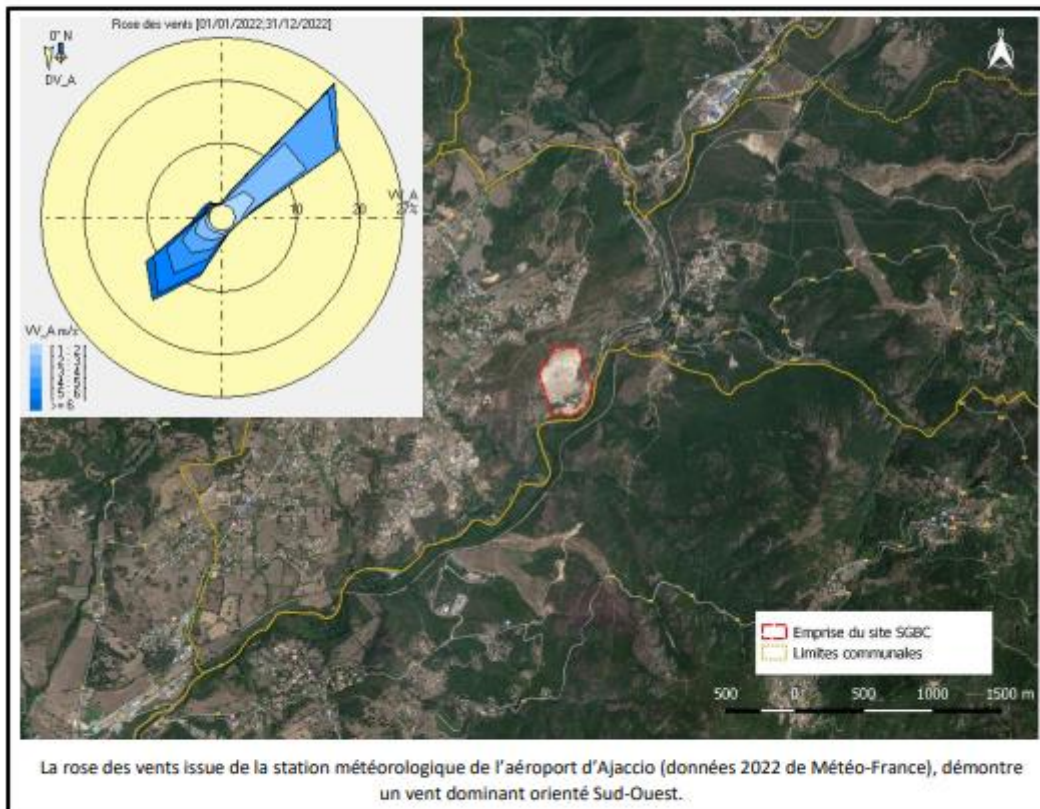 Rose des vents [01/01/2022;31/12/2022]
0° N
DV_A
N
VV_A
10
20
27%
VV_A m/s
[ 1 : 2[
>= 6
Emprise du site SGBC
Limites communales
500 0 500 1000 1500 m
La rose des vents issue de la station météorologique de l'aéroport d'Ajaccio (données 2022 de Météo-France), démontre
un vent dominant orienté Sud-Ouest.